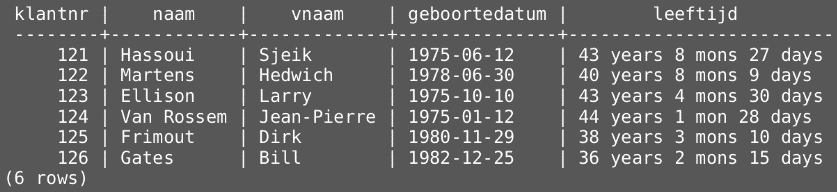 klantnr |    naam    |    vnaam    | geboortedatum |        leeftijd
--------+------------+-------------+---------------+-------------------------
    121 | Hassoui    | Sjeik       | 1975-06-12    | 43 years 8 mons 27 days
    122 | Martens    | Hedwich     | 1978-06-30    | 40 years 8 mons 9 days
    123 | Ellison    | Larry       | 1975-10-10    | 43 years 4 mons 30 days
    124 | Van Rossem | Jean-Pierre | 1975-01-12    | 44 years 1 mon 28 days
    125 | Frimout    | Dirk        | 1980-11-29    | 38 years 3 mons 10 days
    126 | Gates      | Bill        | 1982-12-25    | 36 years 2 mons 15 days
(6 rows)